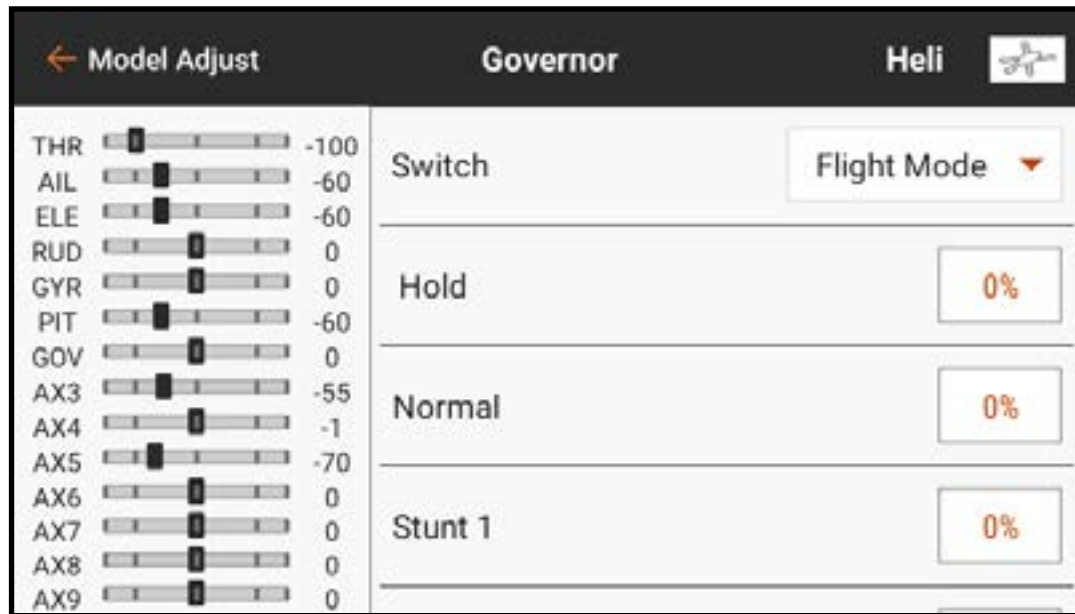 Model Adjust Governor Heli
THR -100
AIL -60
ELE -60
RUD 0
GYR 0
PIT -60
GOV 0
AX3 -55
AX4 -1
AX5 -70
AX6 0
AX7 0
AX8 0
AX9 0
Switch Flight Mode
Hold 0%
Normal 0%
Stunt 1 0%